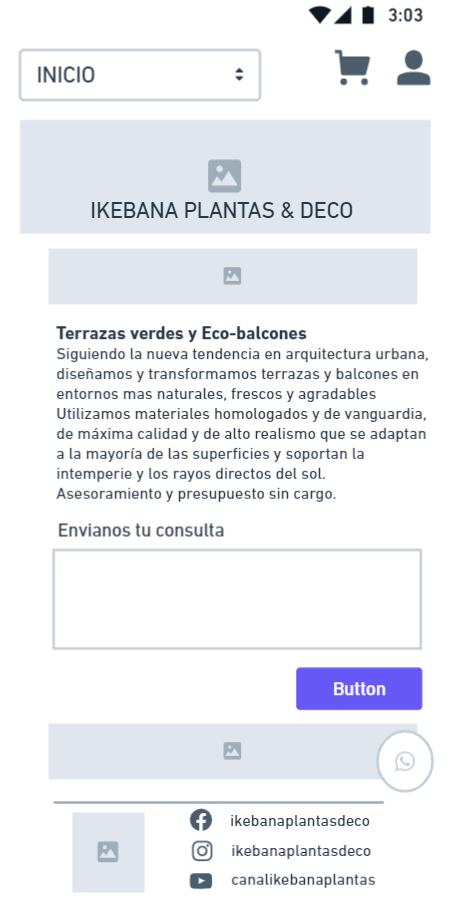 3:03
INICIO
IKEBANA PLANTAS & DECO
Terrazas verdes y Eco-balcones
Siguiendo la nueva tendencia en arquitectura urbana,
diseñamos y transformamos terrazas y balcones en
entornos mas naturales, frescos y agradables
Utilizamos materiales homologados y de vanguardia,
de máxima calidad y de alto realismo que se adaptan
a la mayoría de las superficies y soportan la
intemperie y los rayos directos del sol.
Asesoramiento y presupuesto sin cargo.
Envianos tu consulta
Button
ikebanaplantasdeco
ikebanaplantasdeco
canalikebanaplantas